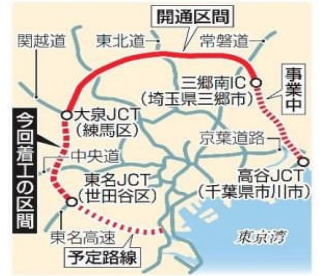 開通区間
関越道
東北道
常磐道
三郷南IC
(埼玉県三郷市)
事業中
大泉JCT
(練馬区)
今回着工の区間
中央道
京葉道路
東名JCT
(世田谷区)
高谷JCT
(千葉県市川市)
東名高速
予定路線
東京湾